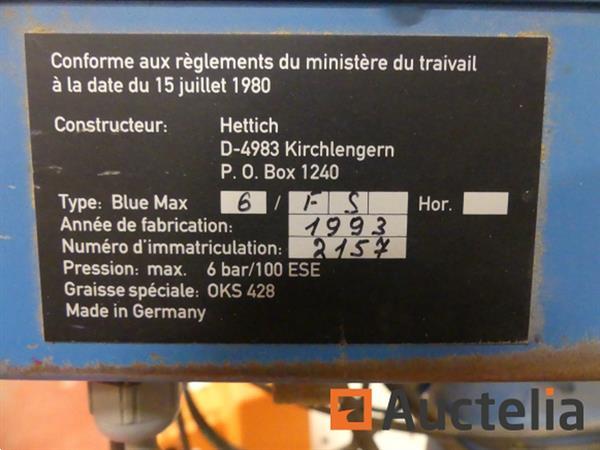 Conforme aux règlements du ministère du traivail
à la date du 15 juillet 1980
Constructeur: Hettich
D-4983 Kirchlengern
P. O. Box 1240
Type: Blue Max 6 / F S Hor.
Année de fabrication: 1993
Numéro d'immatriculation: 2157
Pression: max. 6 bar/100 ESE
Graisse spéciale: OKS 428
Made in Germany
Auctelia